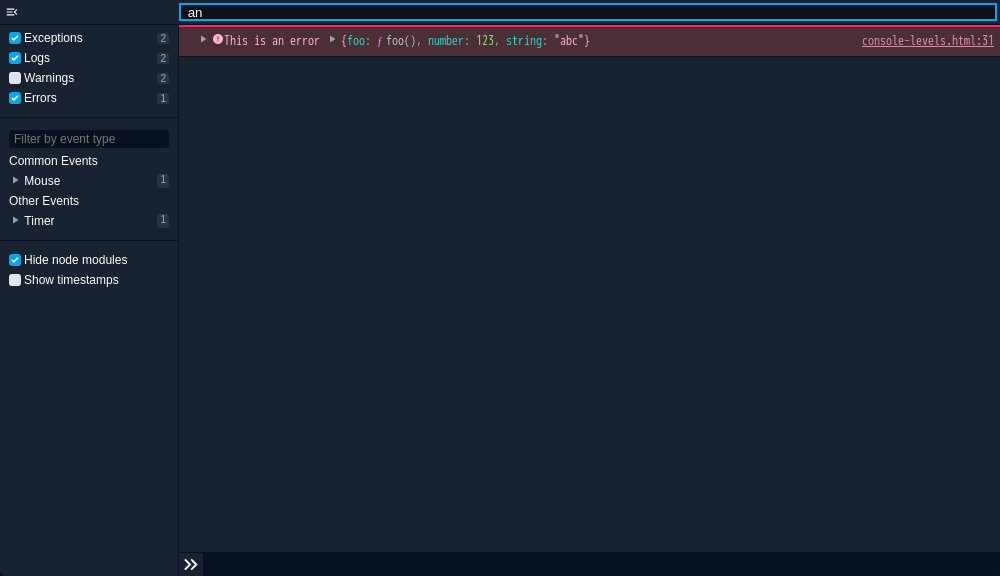 an
Exceptions 2
Logs 2
Warnings 2
Errors 1
Filter by event type
Common Events
Mouse 1
Other Events
Timer 1
Hide node modules
Show timestamps
This is an error {foo: ƒ foo(), number: 123, string: "abc"} console-levels.html:31